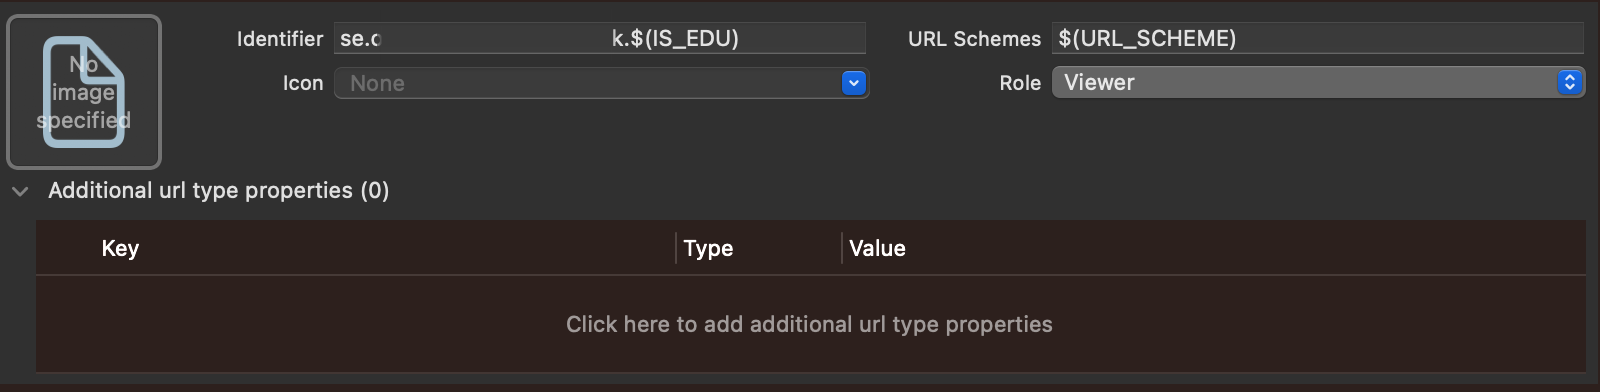 No
image
specified
Identifier se.c k.$(IS_EDU)
URL Schemes $(URL_SCHEME)
Icon None
Role Viewer
Additional url type properties (0)
Key Type Value
Click here to add additional url type properties